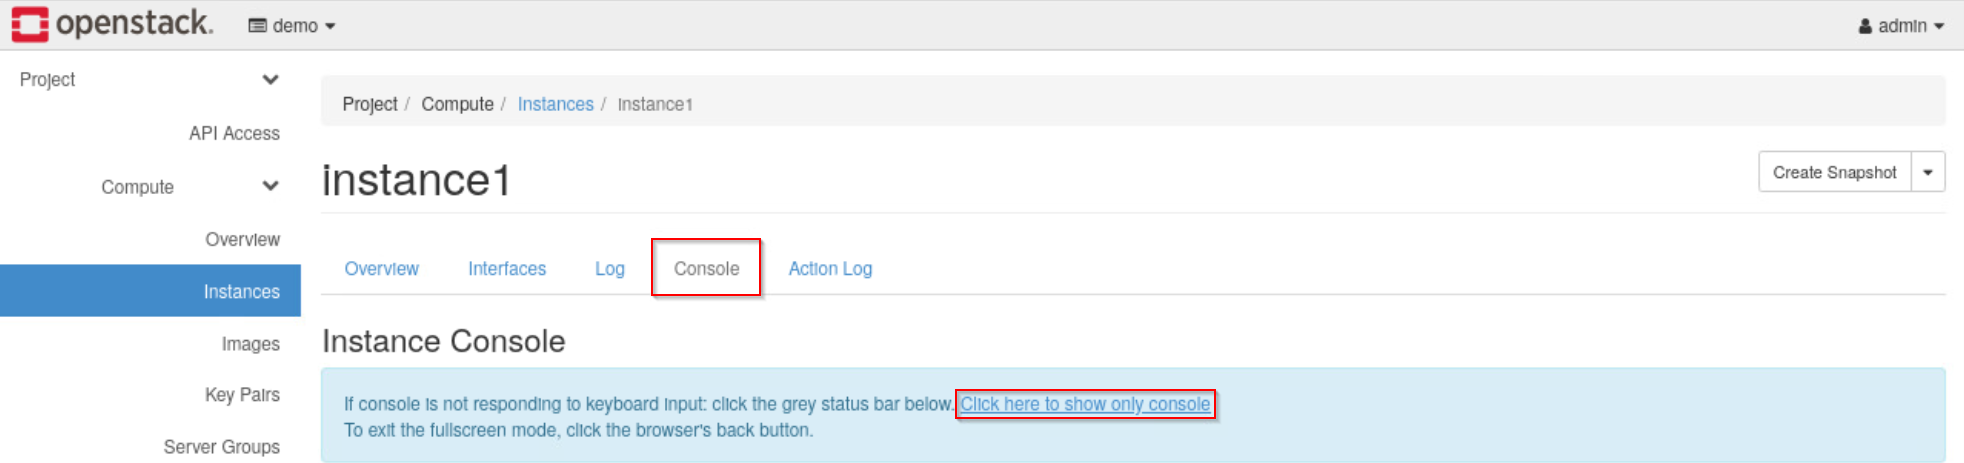 openstack. demo admin
Project
API Access
Compute
Overview
Instances
Images
Key Pairs
Server Groups
Project / Compute / Instances / instance1
instance1
Create Snapshot
Overview Interfaces Log Console Action Log
Instance Console
If console is not responding to keyboard input: click the grey status bar below. Click here to show only console
To exit the fullscreen mode, click the browser's back button.